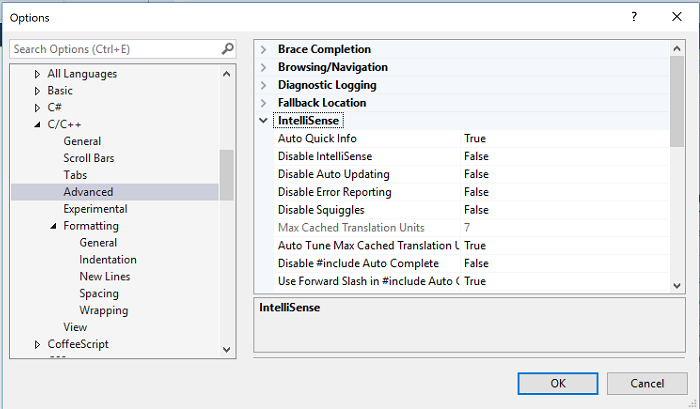 Options
? ×
Search Options (Ctrl+E)
All Languages
Basic
C#
C/C++
General
Scroll Bars
Tabs
Advanced
Experimental
Formatting
General
Indentation
New Lines
Spacing
Wrapping
View
CoffeeScript
Brace Completion
Browsing/Navigation
Diagnostic Logging
Fallback Location
IntelliSense
Auto Quick Info True
Disable IntelliSense False
Disable Auto Updating False
Disable Error Reporting False
Disable Squiggles False
Max Cached Translation Units 7
Auto Tune Max Cached Translation U True
Disable #include Auto Complete False
Use Forward Slash in #include Auto C True
IntelliSense
OK Cancel